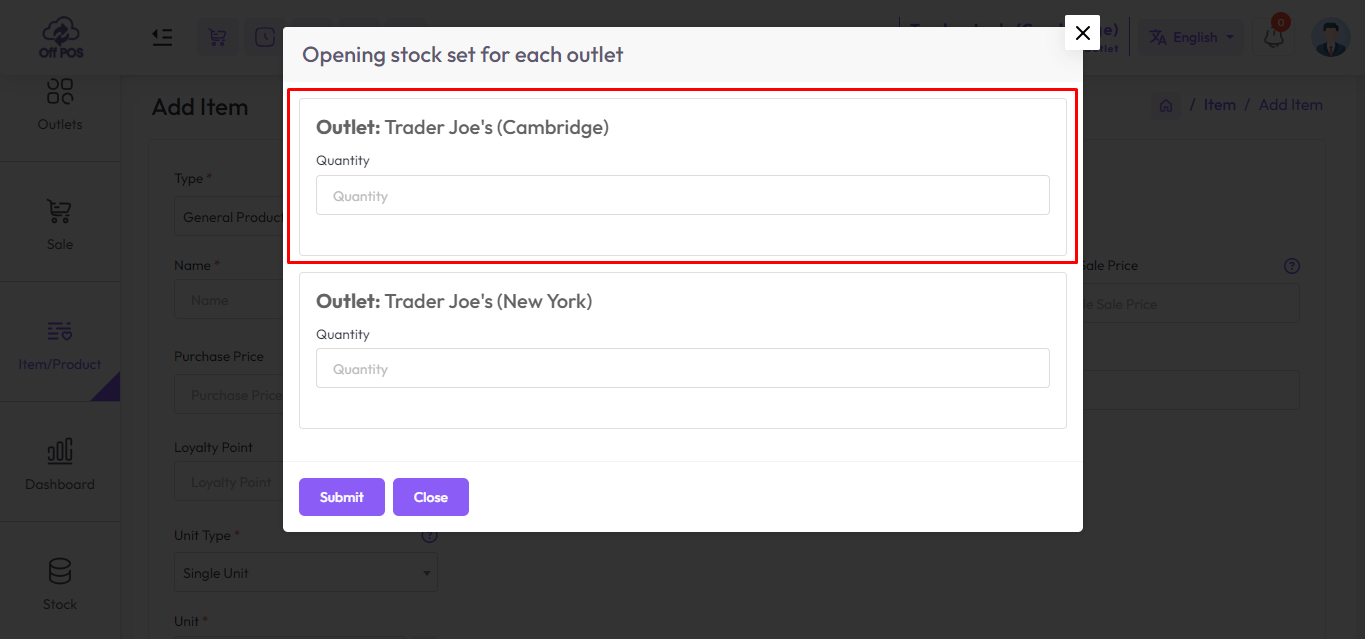 Off POS
English
0
Outlets
Sale
Item/Product
Dashboard
Stock
Add Item
/ Item / Add Item
Type *
General Product
Name *
Name
Purchase Price
Purchase Price
Loyalty Point
Loyalty Point
Unit Type *
Single Unit
Unit *
Sale Price
Sale Price
Opening stock set for each outlet
Outlet: Trader Joe's (Cambridge)
Quantity
Quantity
Outlet: Trader Joe's (New York)
Quantity
Quantity
Submit
Close